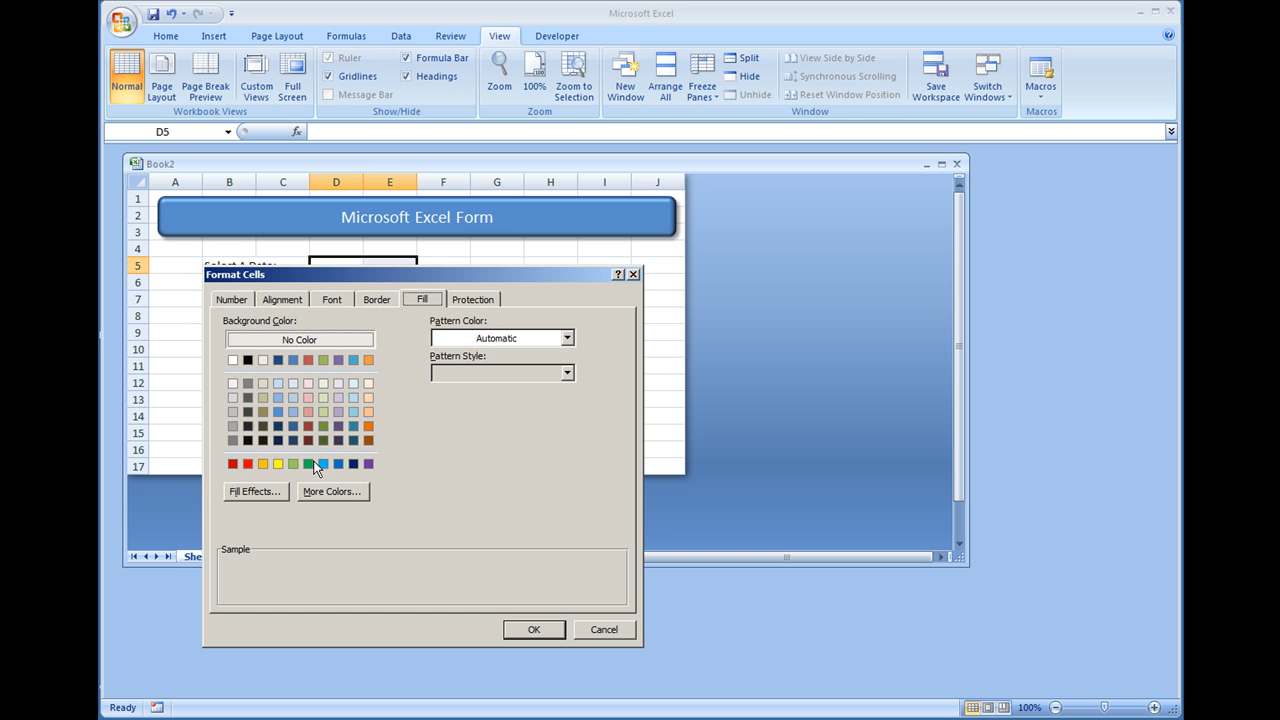 Microsoft Excel
Home Insert Page Layout Formulas Data Review View Developer
Normal Page Layout Page Break Preview Custom Views Full Screen
Workbook Views
Ruler Formula Bar
Gridlines Headings
Message Bar
Show/Hide
Zoom 100% Zoom to Selection
Zoom
New Window Arrange All Freeze Panes
Split
Hide
Unhide
View Side by Side
Synchronous Scrolling
Reset Window Position
Save Workspace Switch Windows
Window
Macros
Macros
D5 fx
Book2
A B C D E F G H I J
1
2
3
4
5
6
7
8
9
10
11
12
13
14
15
16
17
Microsoft Excel Form
Select A Date:
Format Cells
Number Alignment Font Border Fill Protection
Background Color:
No Color
Pattern Color:
Automatic
Pattern Style:
Fill Effects... More Colors...
Sample
OK Cancel
She
Ready 100%